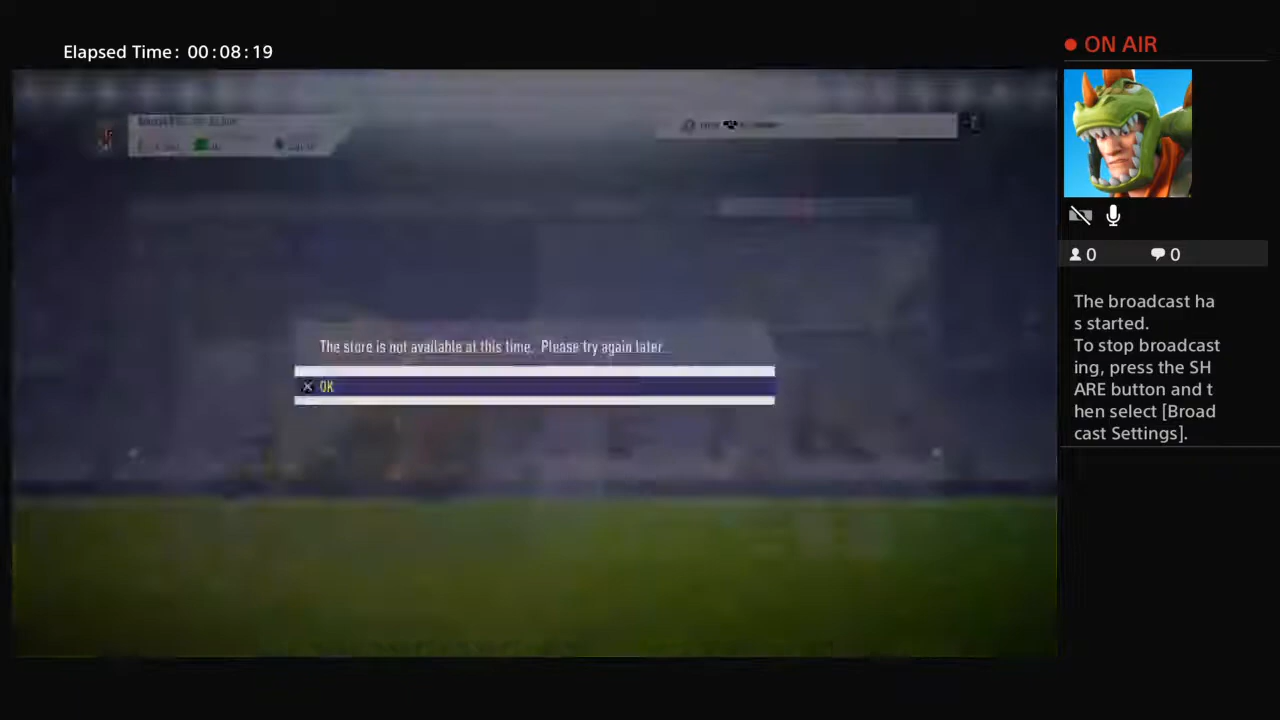 Elapsed Time: 00:08:19
ON AIR
0 0
The store is not available at this time. Please try again later...
OK
The broadcast ha
s started.
To stop broadcast
ing, press the SH
ARE button and t
hen select [Broad
cast Settings].